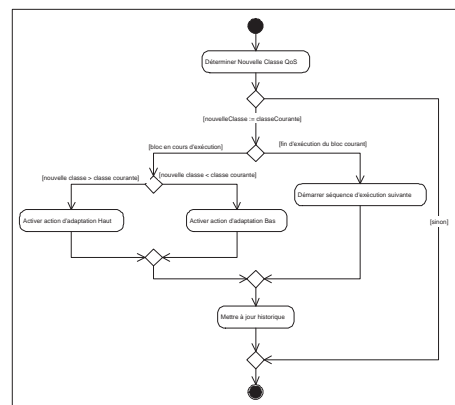 Déterminer Nouvelle Classe QoS
[nouvelleClasse := classeCourante]
[bloc en cours d'exécution]
[fin d'exécution du bloc courant]
[nouvelle classe > classe courante]
[nouvelle classe < classe courante]
Démarrer séquence d'exécution suivante
Activer action d'adaptation Haut
Activer action d'adaptation Bas
[sinon]
Mettre à jour historique